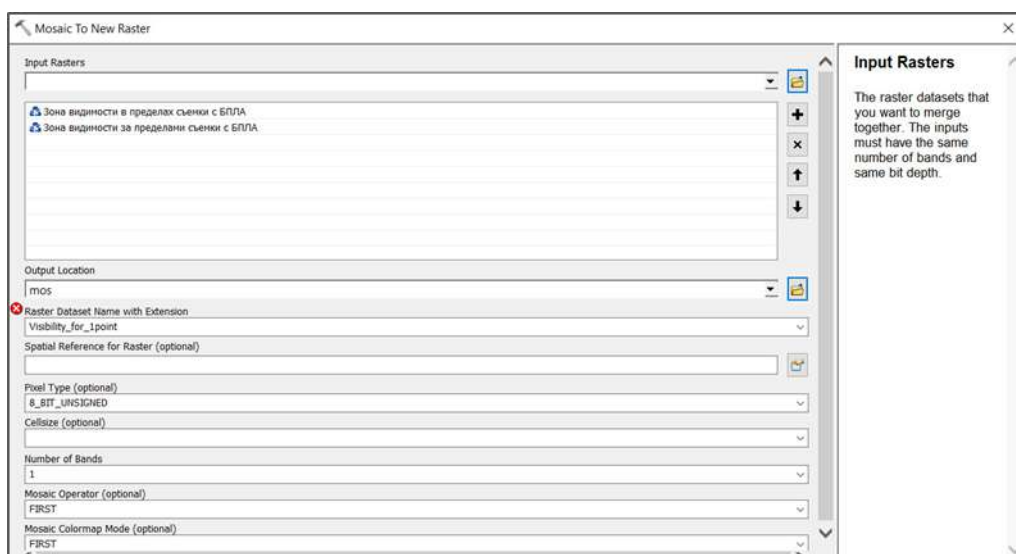 Mosaic To New Raster
Input Rasters
Зона видимости в пределах съемки с БПЛА
Зона видимости за пределами съемки с БПЛА
Output Location
mos
Raster Dataset Name with Extension
Visibility_for_1point
Spatial Reference for Raster (optional)
Pixel Type (optional)
8_BIT_UNSIGNED
Cellsize (optional)
Number of Bands
1
Mosaic Operator (optional)
FIRST
Mosaic Colormap Mode (optional)
FIRST
Input Rasters
The raster datasets that
you want to merge
together. The inputs
must have the same
number of bands and
same bit depth.